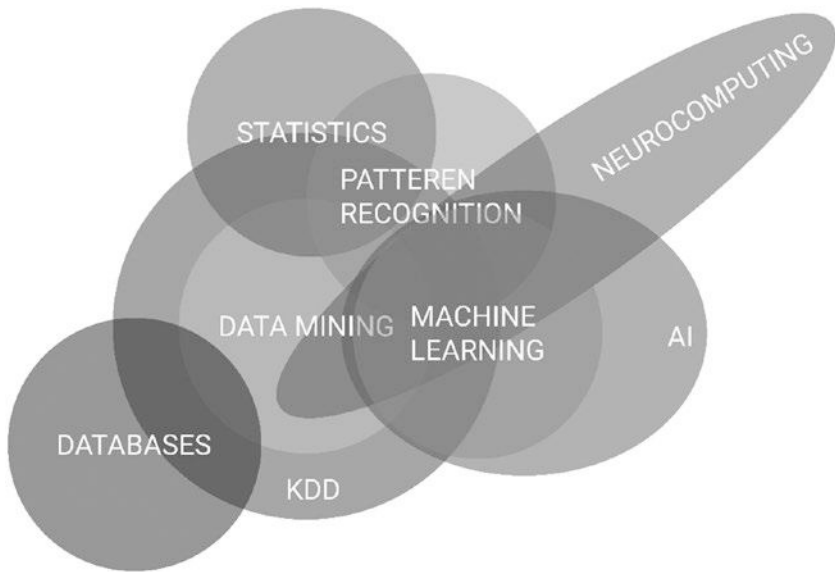 NEUROCOMPUTING
STATISTICS
PATTEREN
RECOGNITION
DATA MINING
MACHINE
LEARNING
AI
DATABASES
KDD